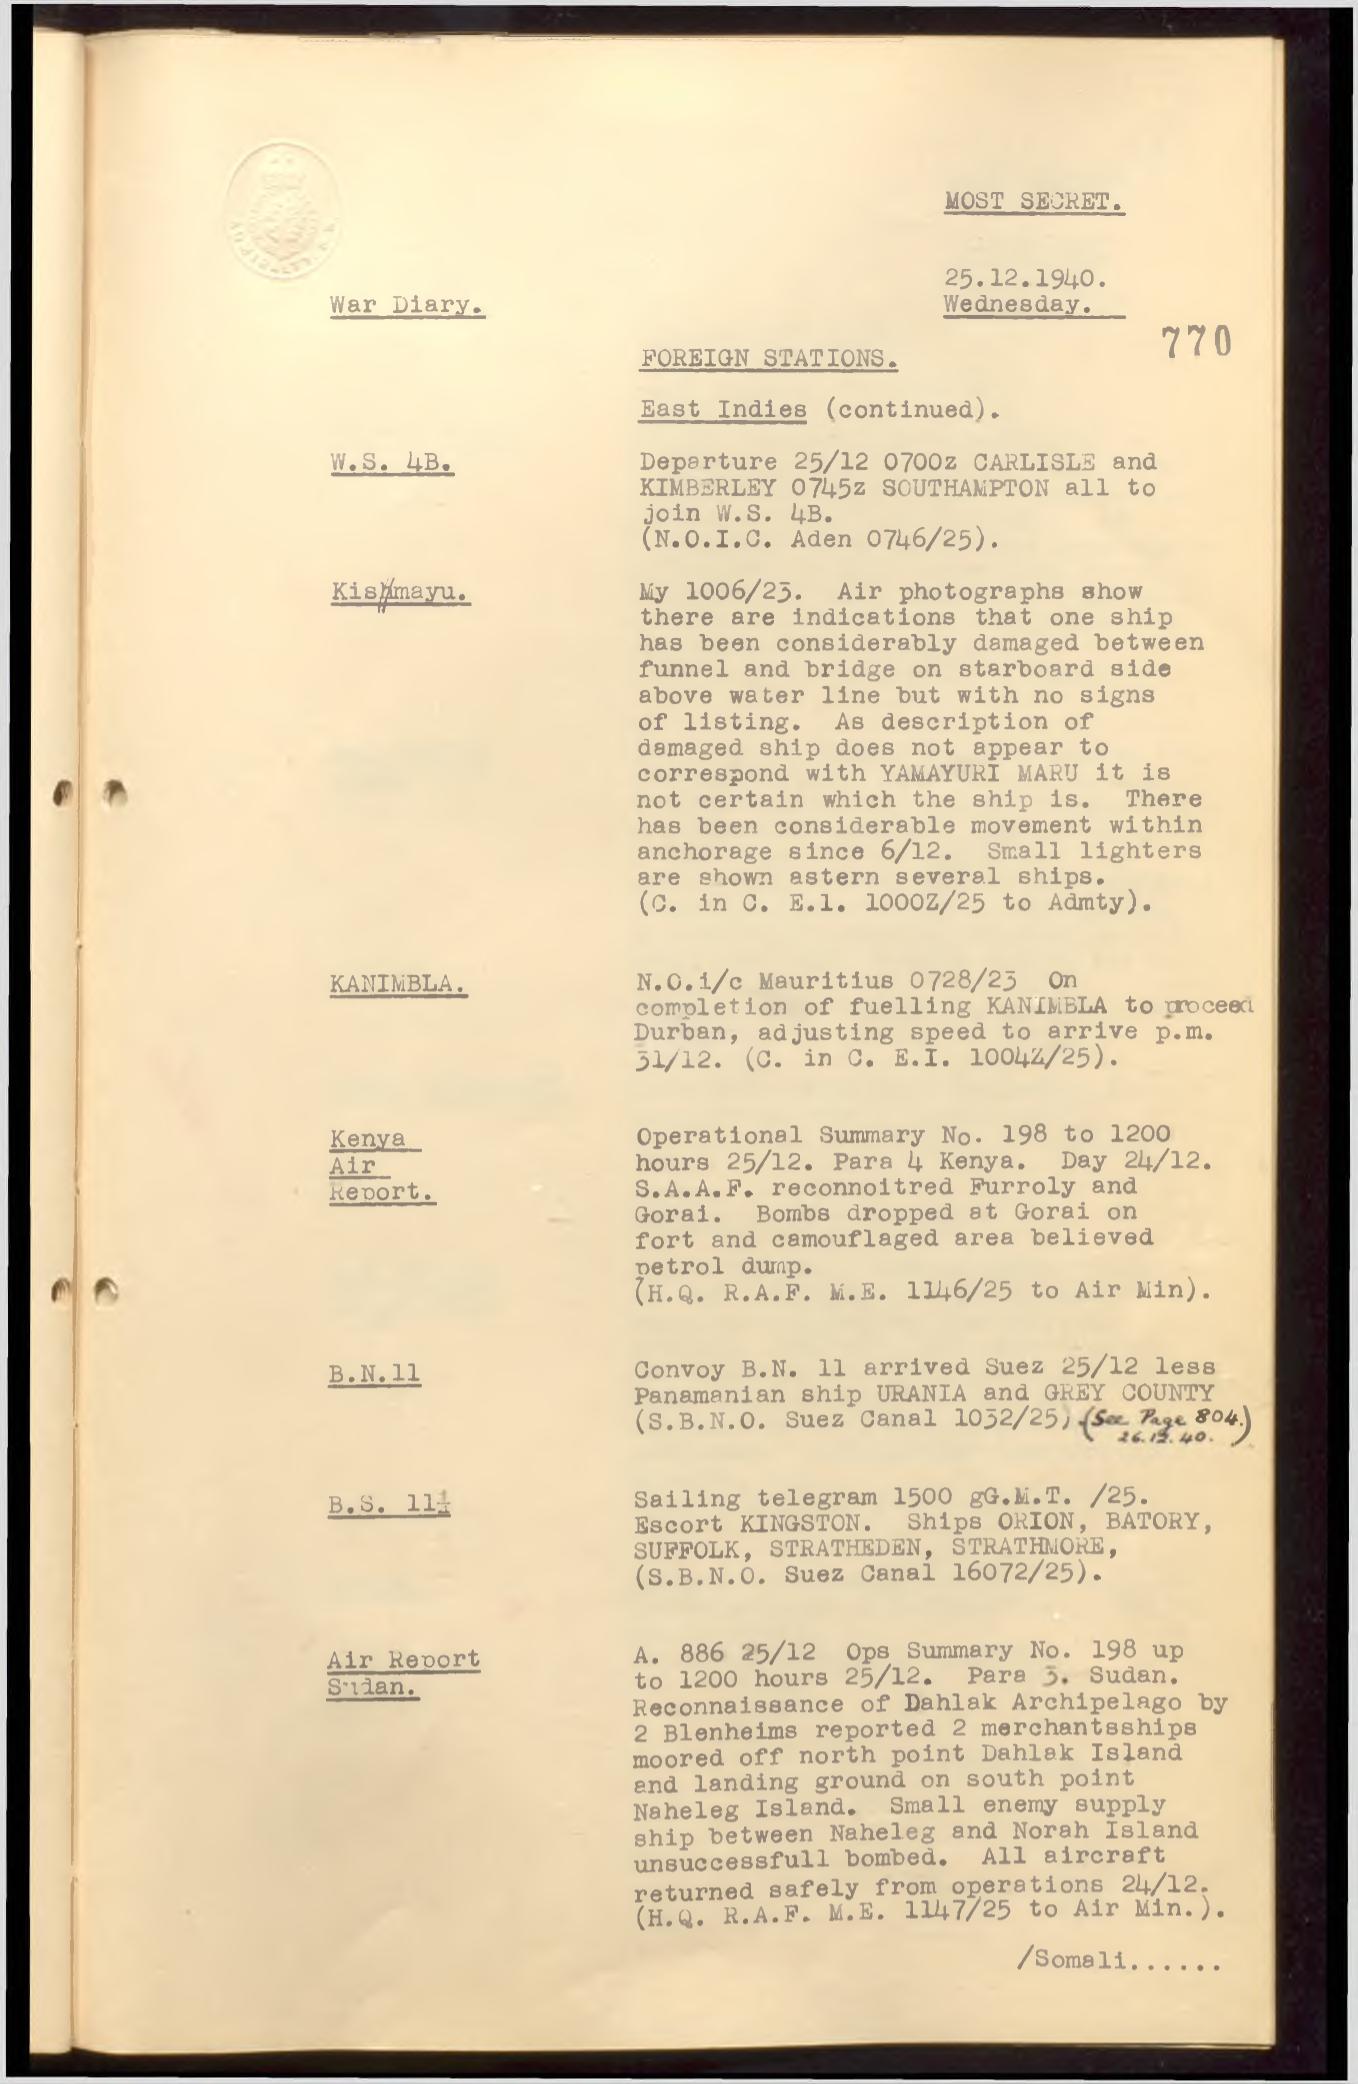 MOST SECRET.
25.12.1940.
Wednesday.
War Diary.
770
FOREIGN STATIONS.
East Indies (continued).
W.S. 4B.
Departure 25/12 0700z CARLISLE and
KIMBERLEY 0745z SOUTHAMPTON all to
join W.S. 4B.
(N.O.I.C. Aden 0746/25).
Kismayu.
My 1006/23. Air photographs show
there are indications that one ship
has been considerably damaged between
funnel and bridge on starboard side
above water line but with no signs
of listing. As description of
damaged ship does not appear to
correspond with YAMAYURI MARU it is
not certain which the ship is. There
has been considerable movement within
anchorage since 6/12. Small lighters
are shown astern several ships.
(C. in C. E.l. 1000Z/25 to Admty).
KANIMBLA.
N.O.i/c Mauritius 0728/23 On
completion of fuelling KANIMBLA to proceed
Durban, adjusting speed to arrive p.m.
31/12. (C. in C. E.I. 1004Z/25).
Kenya
Air
Report.
Operational Summary No. 198 to 1200
hours 25/12. Para 4 Kenya. Day 24/12.
S.A.A.F. reconnoitred Furroly and
Gorai. Bombs dropped at Gorai on
fort and camouflaged area believed
petrol dump.
(H.Q. R.A.F. M.E. 1146/25 to Air Min).
B.N.11
Convoy B.N. 11 arrived Suez 25/12 less
Panamanian ship URANIA and GREY COUNTY
(S.B.N.O. Suez Canal 1032/25) (See Page 804.)
26.12.40.
B.S. 11½
Sailing telegram 1500 gG.M.T. /25.
Escort KINGSTON. Ships ORION, BATORY,
SUFFOLK, STRATHEDEN, STRATHMORE,
(S.B.N.O. Suez Canal 16072/25).
Air Report
Sudan.
A. 886 25/12 Ops Summary No. 198 up
to 1200 hours 25/12. Para 3. Sudan.
Reconnaissance of Dahlak Archipelago by
2 Blenheims reported 2 merchantsships
moored off north point Dahlak Island
and landing ground on south point
Naheleg Island. Small enemy supply
ship between Naheleg and Norah Island
unsuccessfull bombed. All aircraft
returned safely from operations 24/12.
(H.Q. R.A.F. M.E. 1147/25 to Air Min.).
/Somali......